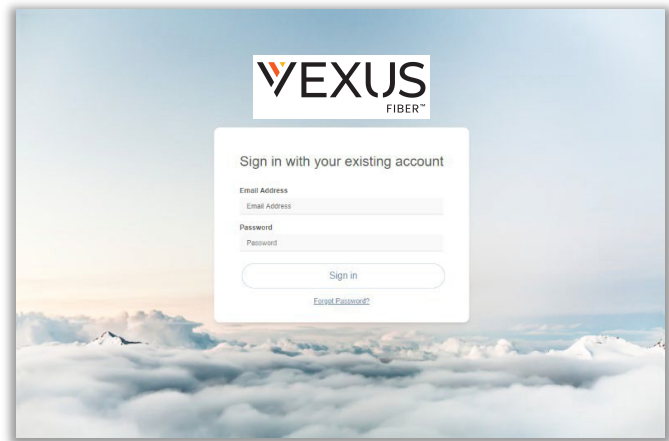 VEXUS
FIBER™
Sign in with your existing account
Email Address
Email Address
Password
Password
Sign in
Forgot Password?